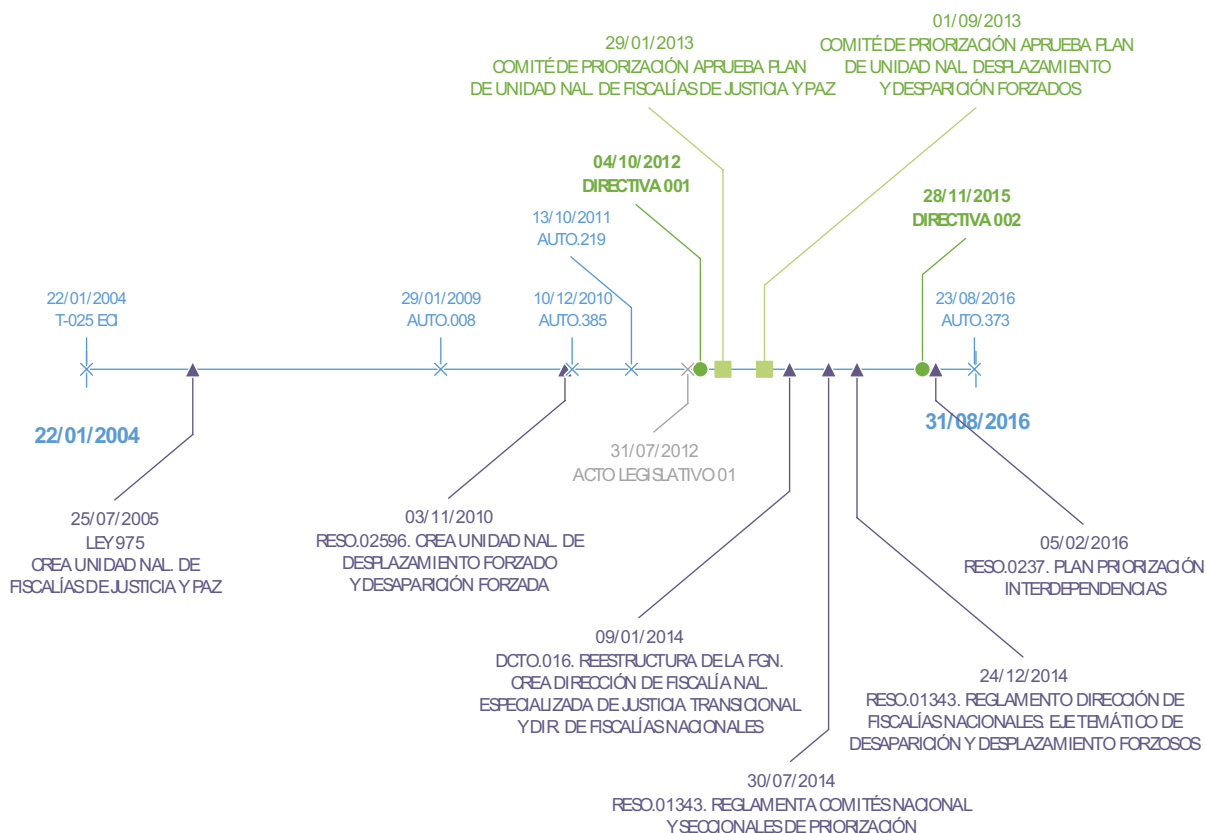 29/01/2013
COMITÉ DE PRIORIZACIÓN APRUEBA PLAN
DE UNIDAD NAL. DE FISCALÍAS DE JUSTICIA Y PAZ
01/09/2013
COMITÉ DE PRIORIZACIÓN APRUEBA PLAN
DE UNIDAD NAL. DESPLAZAMIENTO
Y DESPARICIÓN FORZADOS
04/10/2012
DIRECTIVA 001
28/11/2015
DIRECTIVA 002
13/10/2011
AUTO.219
22/01/2004
T-025 ECI
29/01/2009
AUTO.008
10/12/2010
AUTO.385
23/08/2016
AUTO.373
22/01/2004
31/08/2016
31/07/2012
ACTO LEGISLATIVO 01
25/07/2005
LEY 975
CREA UNIDAD NAL. DE
FISCALÍAS DE JUSTICIA Y PAZ
03/11/2010
RESO.02596. CREA UNIDAD NAL. DE
DESPLAZAMIENTO FORZADO
Y DESAPARICIÓN FORZADA
05/02/2016
RESO.0237. PLAN PRIORIZACIÓN
INTERDEPENDENCIAS
09/01/2014
DCTO.016. REESTRUCTURA DE LA FGN.
CREA DIRECCIÓN DE FISCALÍA NAL.
ESPECIALIZADA DE JUSTICIA TRANSICIONAL
Y DIR. DE FISCALÍAS NACIONALES
24/12/2014
RESO.01343. REGLAMENTO DIRECCIÓN DE
FISCALÍAS NACIONALES. EJE TEMÁTICO DE
DESAPARICIÓN Y DESPLAZAMIENTO FORZOSOS
30/07/2014
RESO.01343. REGLAMENTA COMITÉS NACIONAL
Y SECCIONALES DE PRIORIZACIÓN